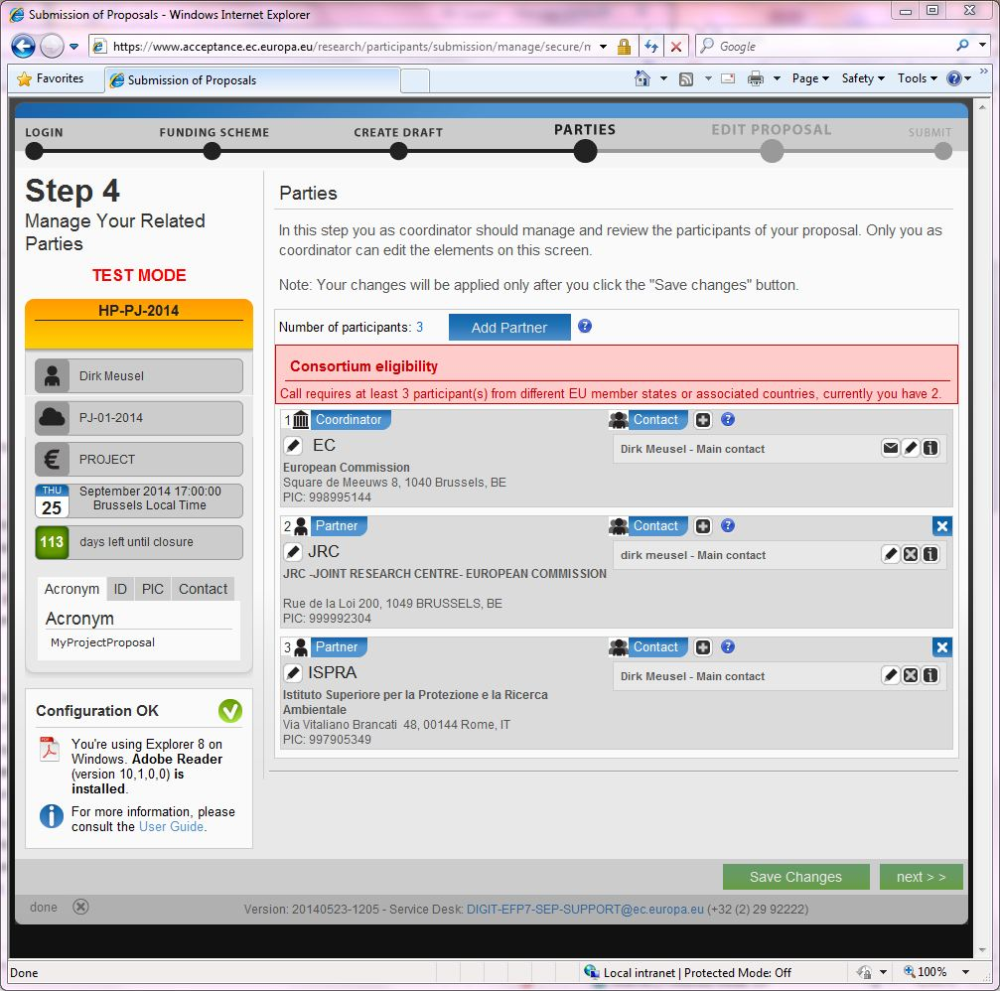 Submission of Proposals - Windows Internet Explorer
https://www.acceptance.ec.europa.eu/research/participants/submission/manage/secure/m
Google
Favorites
Submission of Proposals
Page
Safety
Tools
LOGIN
FUNDING SCHEME
CREATE DRAFT
PARTIES
EDIT PROPOSAL
SUBMIT
Step 4
Manage Your Related
Parties
TEST MODE
HP-PJ-2014
Dirk Meusel
PJ-01-2014
€
PROJECT
THU
25
September 2014 17:00:00
Brussels Local Time
113
days left until closure
Acronym
ID
PIC
Contact
Acronym
MyProjectProposal
Configuration OK
You're using Explorer 8 on
Windows. Adobe Reader
(version 10,1,0,0) is
installed.
For more information, please
consult the User Guide.
Parties
In this step you as coordinator should manage and review the participants of your proposal. Only you as
coordinator can edit the elements on this screen.
Note: Your changes will be applied only after you click the "Save changes" button.
Number of participants: 3
Add Partner
Consortium eligibility
Call requires at least 3 participant(s) from different EU member states or associated countries, currently you have 2.
1
Coordinator
Contact
EC
Dirk Meusel - Main contact
European Commission
Square de Meeuws 8, 1040 Brussels, BE
PIC: 998995144
2
Partner
Contact
JRC
dirk meusel - Main contact
JRC -JOINT RESEARCH CENTRE- EUROPEAN COMMISSION
Rue de la Loi 200, 1049 BRUSSELS, BE
PIC: 999992304
3
Partner
Contact
ISPRA
Dirk Meusel - Main contact
Istituto Superiore per la Protezione e la Ricerca
Ambientale
Via Vitaliano Brancati 48, 00144 Rome, IT
PIC: 997905349
Save Changes
next > >
done
Version: 20140523-1205 - Service Desk: DIGIT-EFP7-SEP-SUPPORT@ec.europa.eu (+32 (2) 29 92222)
Done
Local intranet | Protected Mode: Off
100%